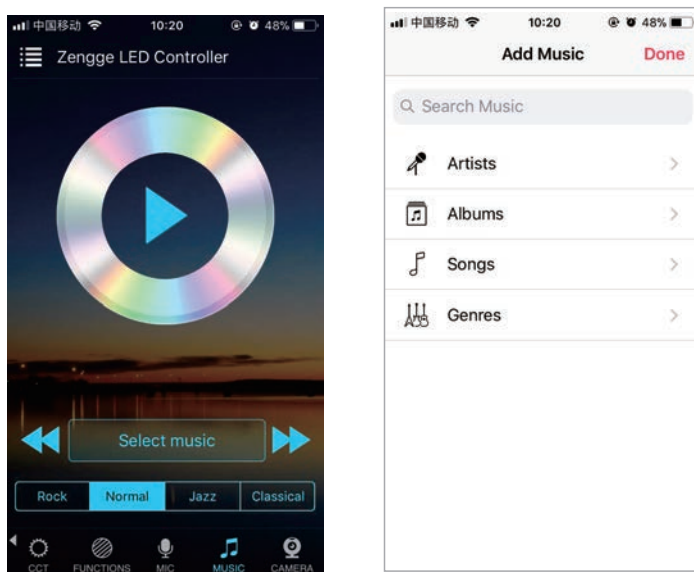 中国移动 10:20 48%
Zengge LED Controller
Select music
Rock Normal Jazz Classical
CCT FUNCTIONS MIC MUSIC CAMERA
中国移动 10:20 48%
Add Music Done
Search Music
Artists
Albums
Songs
Genres